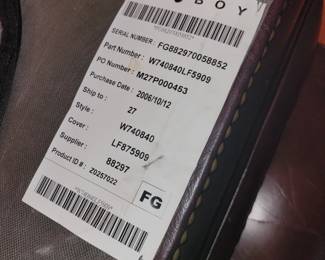 BOY
SERIAL NUMBER : FG882970058852
Part Number : W740840LF5909
PO Number : M27P000453
Purchase Date : 2006/10/12
Ship to : 27
Style : W740840
Cover : LF875909
Supplier : 88297
Product ID # : Z0257022
FG